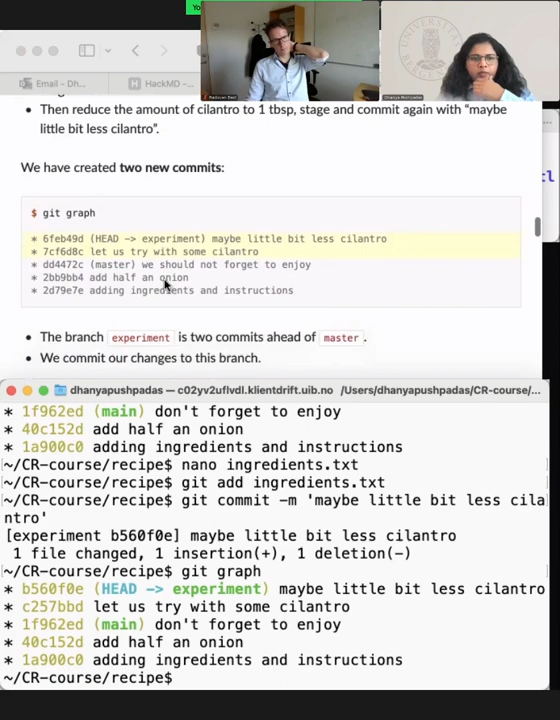 Email – Dh...
HackMD –...
• Then reduce the amount of cilantro to 1 tbsp, stage and commit again with “maybe
little bit less cilantro”.
We have created two new commits:
$ git graph
* 6feb49d (HEAD -> experiment) maybe little bit less cilantro
* 7cf6d8c let us try with some cilantro
* dd4472c (master) we should not forget to enjoy
* 2bb9bb4 add half an onion
* 2d79e7e adding ingredients and instructions
• The branch experiment is two commits ahead of master .
• We commit our changes to this branch.
dhanyapushpadas — c02yv2uflvdl.klientdrift.uib.no /Users/dhanyapushpadas/CR-course/...
* 1f962ed (main) don't forget to enjoy
* 40c152d add half an onion
* 1a900c0 adding ingredients and instructions
~/CR-course/recipe$ nano ingredients.txt
~/CR-course/recipe$ git add ingredients.txt
~/CR-course/recipe$ git commit -m 'maybe little bit less cila
ntro'
[experiment b560f0e] maybe little bit less cilantro
1 file changed, 1 insertion(+), 1 deletion(-)
~/CR-course/recipe$ git graph
* b560f0e (HEAD -> experiment) maybe little bit less cilantro
* c257bbd let us try with some cilantro
* 1f962ed (main) don't forget to enjoy
* 40c152d add half an onion
* 1a900c0 adding ingredients and instructions
~/CR-course/recipe$